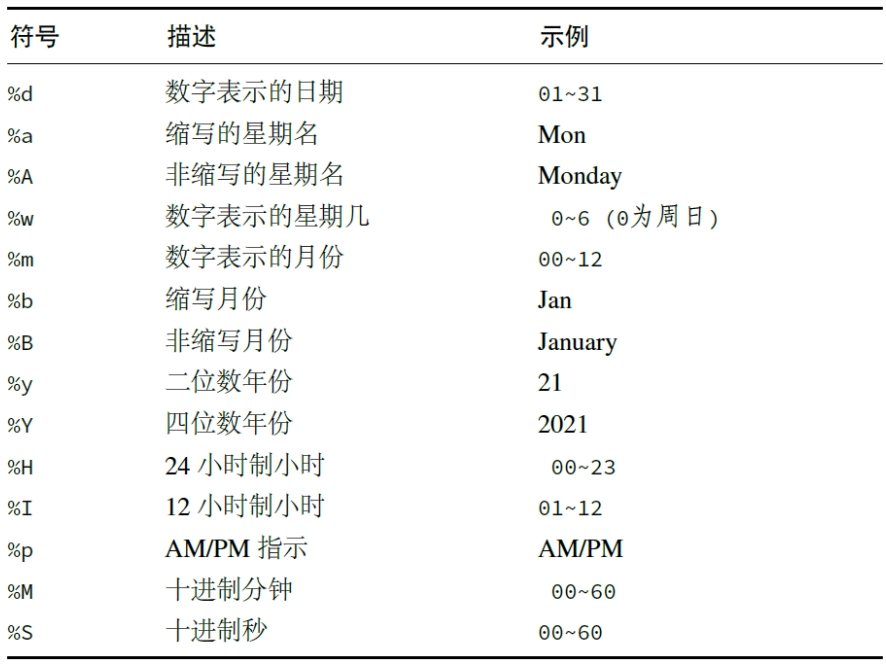 符号 描述 示例
%d 数字表示的日期 01~31
%a 缩写的星期名 Mon
%A 非缩写的星期名 Monday
%w 数字表示的星期几 0~6 (0为周日)
%m 数字表示的月份 00~12
%b 缩写月份 Jan
%B 非缩写月份 January
%y 二位数年份 21
%Y 四位数年份 2021
%H 24 小时制小时 00~23
%I 12 小时制小时 01~12
%p AM/PM 指示 AM/PM
%M 十进制分钟 00~60
%S 十进制秒 00~60